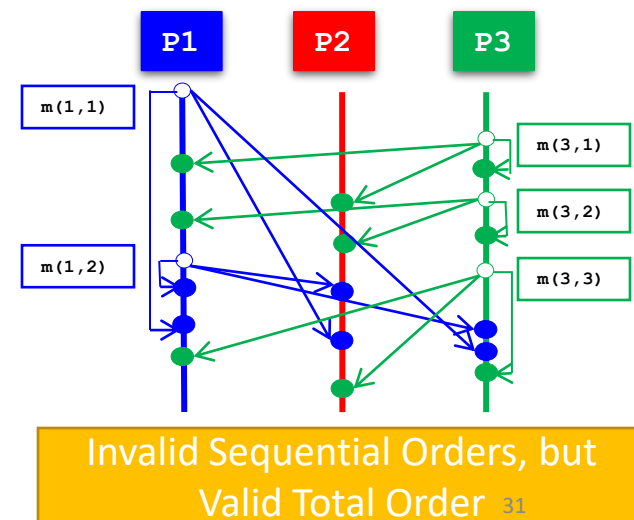 P1
P2
P3
m(1,1)
m(3,1)
m(3,2)
m(1,2)
m(3,3)
Invalid Sequential Orders, but
Valid Total Order 31